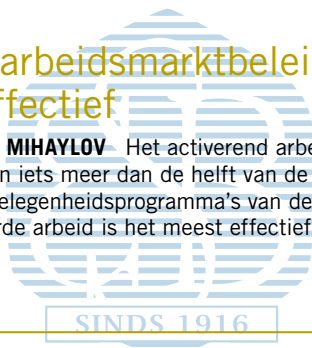 arbeidsmarktbelei
ffectief
MIHAYLOV Het activerend arbe
n iets meer dan de helft van de
elegenheidsprogramma's van de
rde arbeid is het meest effectief
SINDS 1916